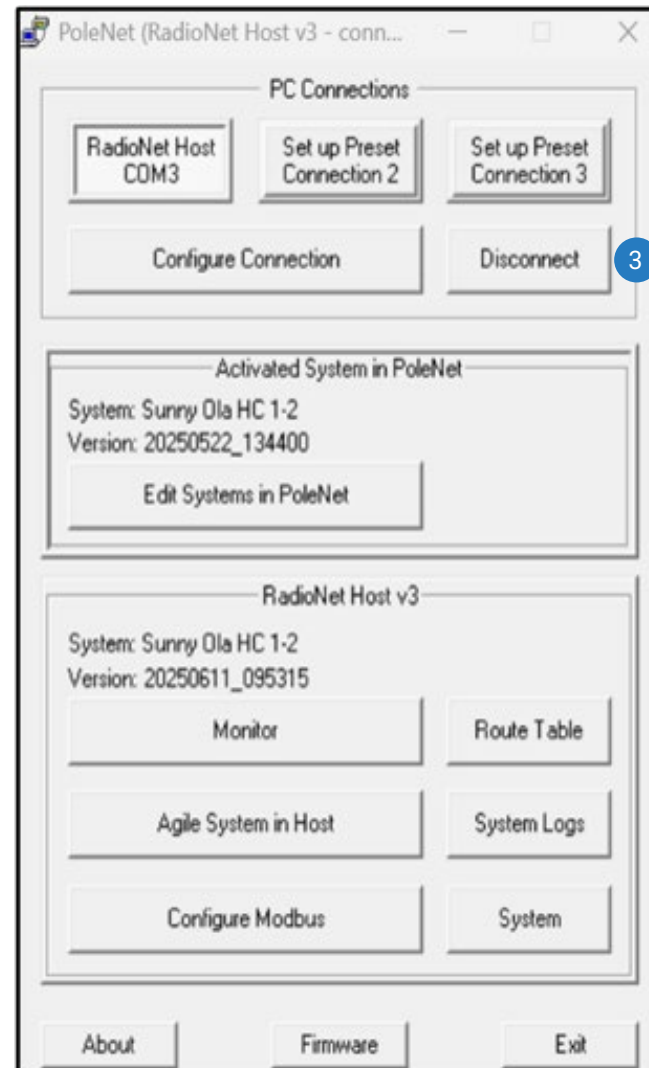 PoleNet (RadioNet Host v3 - conn...
PC Connections
RadioNet Host
COM3
Set up Preset
Connection 2
Set up Preset
Connection 3
Configure Connection
Disconnect
3
Activated System in PoleNet
System: Sunny Ola HC 1-2
Version: 20250522_134400
Edit Systems in PoleNet
RadioNet Host v3
System: Sunny Ola HC 1-2
Version: 20250611_095315
Monitor
Route Table
Agile System in Host
System Logs
Configure Modbus
System
About
Firmware
Exit